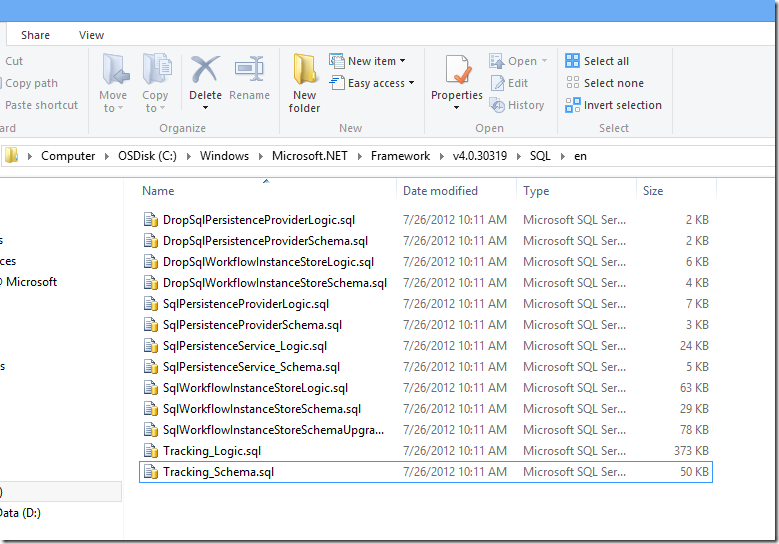 Share View
Cut
Copy path
Paste shortcut
Move to
Copy to
Delete
Rename
Organize
New folder
New item
Easy access
New
Properties
Open
Edit
History
Open
Select all
Select none
Invert selection
Select
Computer OSDisk (C:) Windows Microsoft.NET Framework v4.0.30319 SQL en
Name Date modified Type Size
DropSqlPersistenceProviderLogic.sql 7/26/2012 10:11 AM Microsoft SQL Ser... 2 KB
DropSqlPersistenceProviderSchema.sql 7/26/2012 10:11 AM Microsoft SQL Ser... 2 KB
DropSqlWorkflowInstanceStoreLogic.sql 7/26/2012 10:11 AM Microsoft SQL Ser... 6 KB
DropSqlWorkflowInstanceStoreSchema.sql 7/26/2012 10:11 AM Microsoft SQL Ser... 4 KB
SqlPersistenceProviderLogic.sql 7/26/2012 10:11 AM Microsoft SQL Ser... 7 KB
SqlPersistenceProviderSchema.sql 7/26/2012 10:11 AM Microsoft SQL Ser... 3 KB
SqlPersistenceService_Logic.sql 7/26/2012 10:11 AM Microsoft SQL Ser... 24 KB
SqlPersistenceService_Schema.sql 7/26/2012 10:11 AM Microsoft SQL Ser... 5 KB
SqlWorkflowInstanceStoreLogic.sql 7/26/2012 10:11 AM Microsoft SQL Ser... 63 KB
SqlWorkflowInstanceStoreSchema.sql 7/26/2012 10:11 AM Microsoft SQL Ser... 29 KB
SqlWorkflowInstanceStoreSchemaUpgra... 7/26/2012 10:11 AM Microsoft SQL Ser... 78 KB
Tracking_Logic.sql 7/26/2012 10:11 AM Microsoft SQL Ser... 373 KB
Tracking_Schema.sql 7/26/2012 10:11 AM Microsoft SQL Ser... 50 KB
Microsoft
(D:)